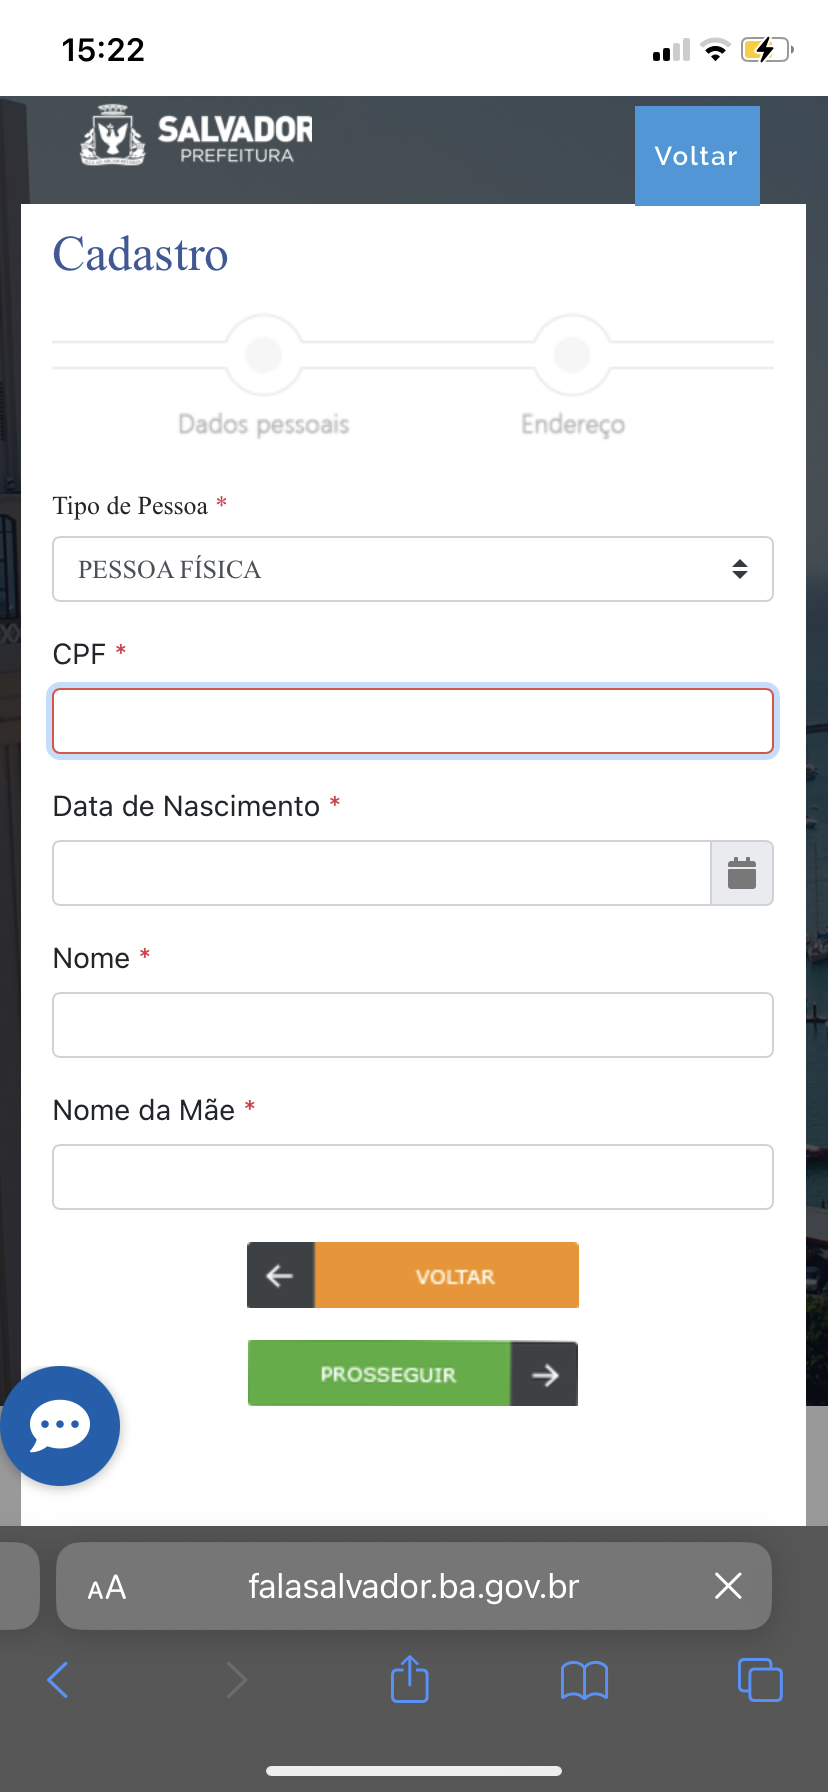 15:22
SALVADOR
PREFEITURA
Voltar
Cadastro
Dados pessoais
Endereço
Tipo de Pessoa *
PESSOA FÍSICA
CPF *
Data de Nascimento *
Nome *
Nome da Mãe *
VOLTAR
PROSSEGUIR
AA
falasalvador.ba.gov.br